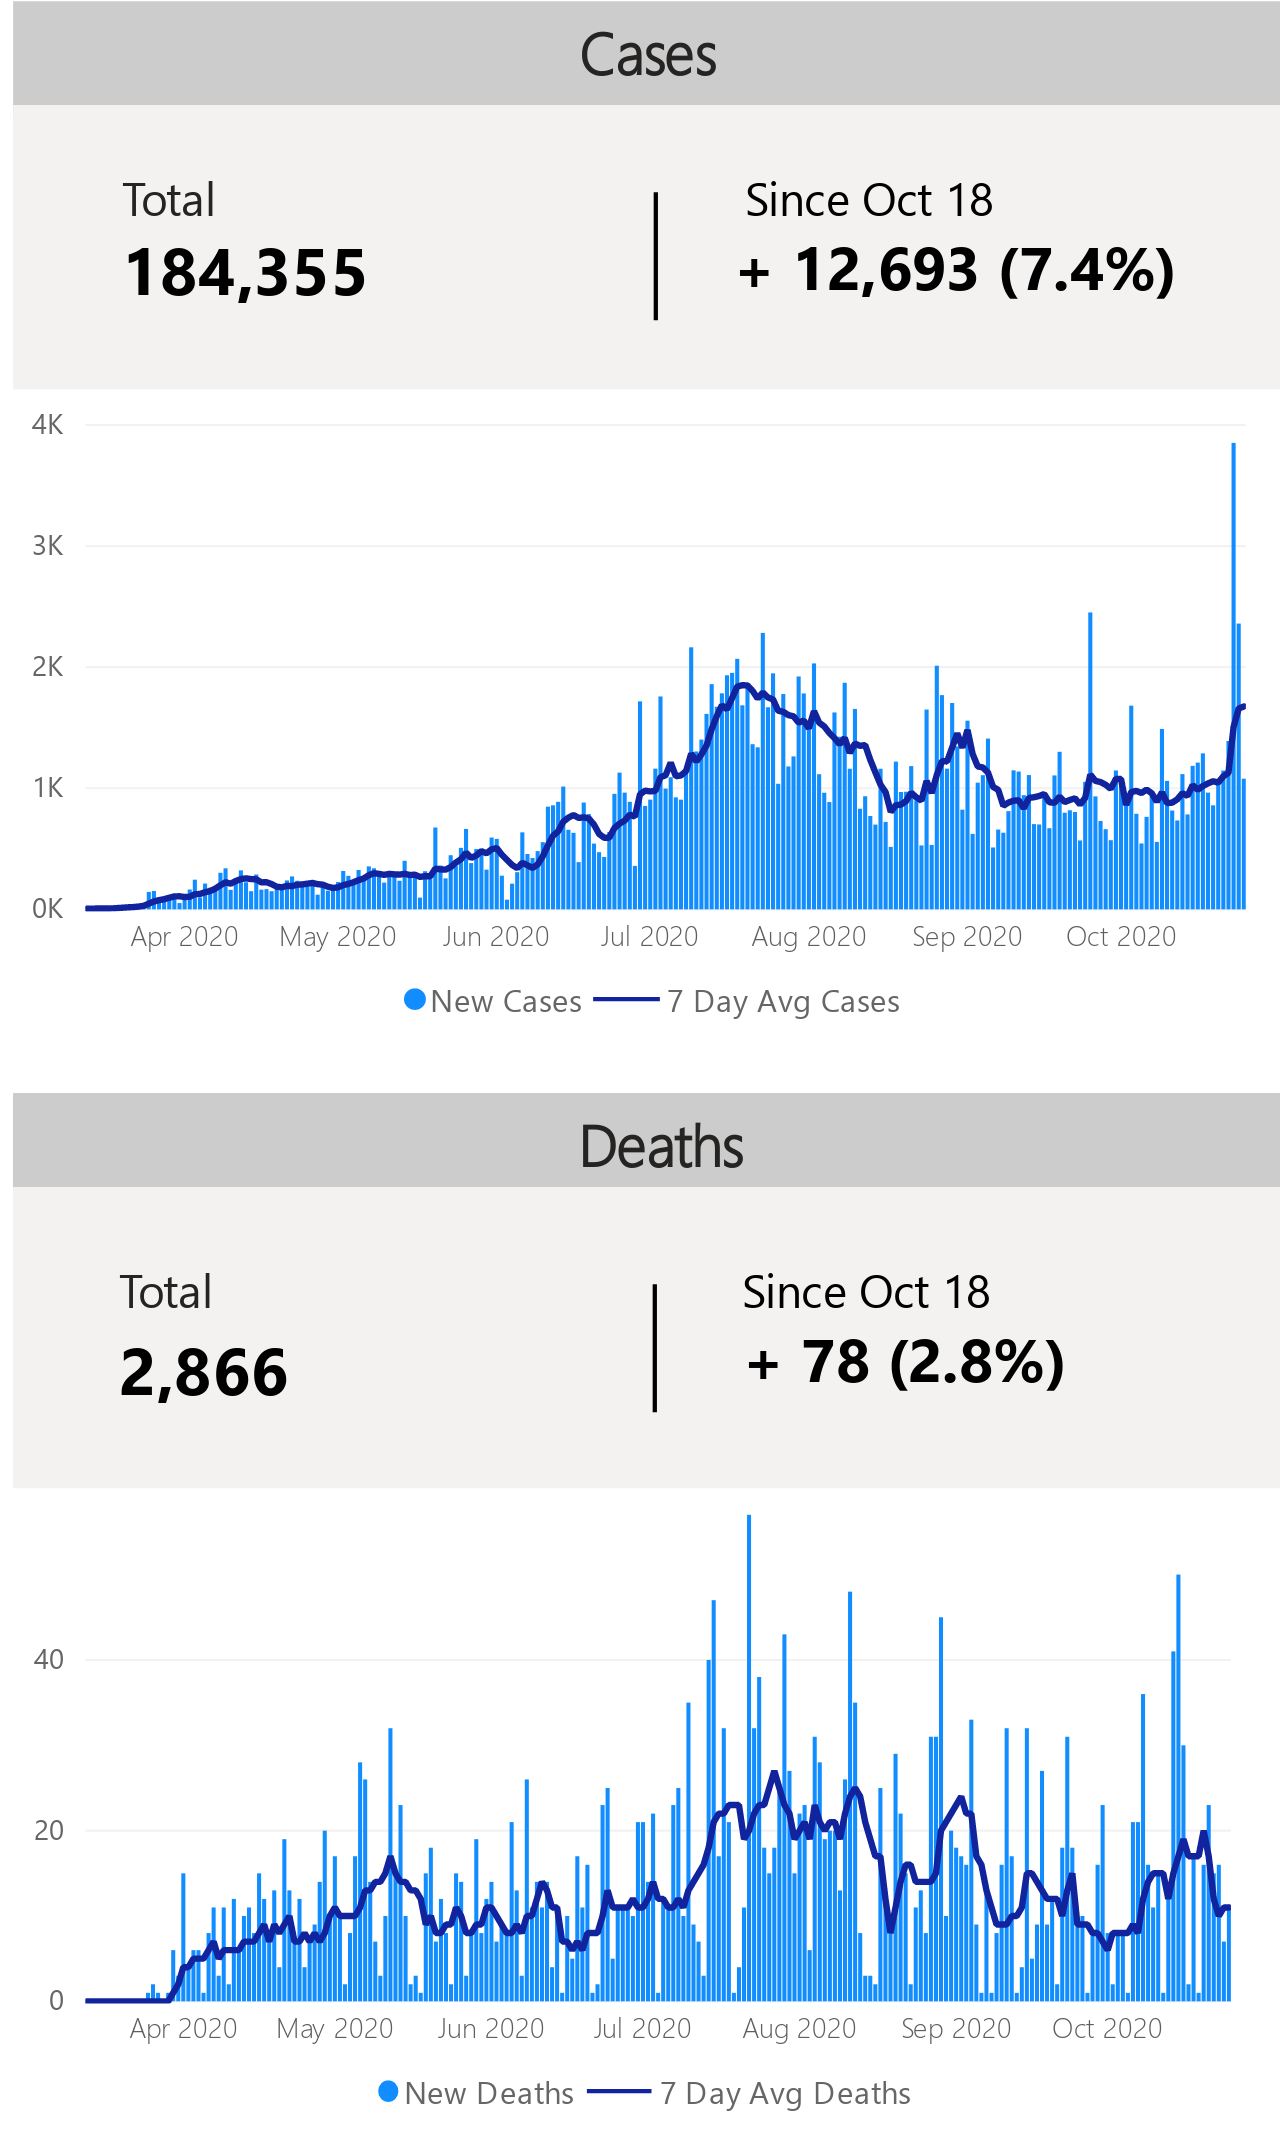 Cases
Total
Since Oct 18
184,355
+ 12,693 (7.4%)
4K
3K
2K
1K
0K
Apr 2020 May 2020 Jun 2020 Jul 2020 Aug 2020 Sep 2020 Oct 2020
New Cases 7 Day Avg Cases
Deaths
Total
Since Oct 18
2,866
+ 78 (2.8%)
40
20
0
Apr 2020 May 2020 Jun 2020 Jul 2020 Aug 2020 Sep 2020 Oct 2020
New Deaths 7 Day Avg Deaths